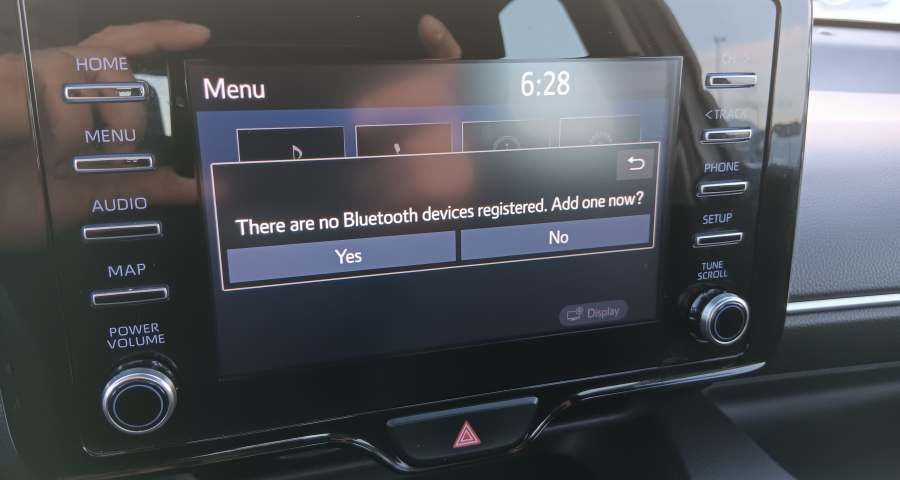 HOME
MENU
AUDIO
MAP
POWER
VOLUME
Menu
6:28
There are no Bluetooth devices registered. Add one now?
Yes
No
Display
CH >
<TRACK
PHONE
SETUP
TUNE
SCROLL